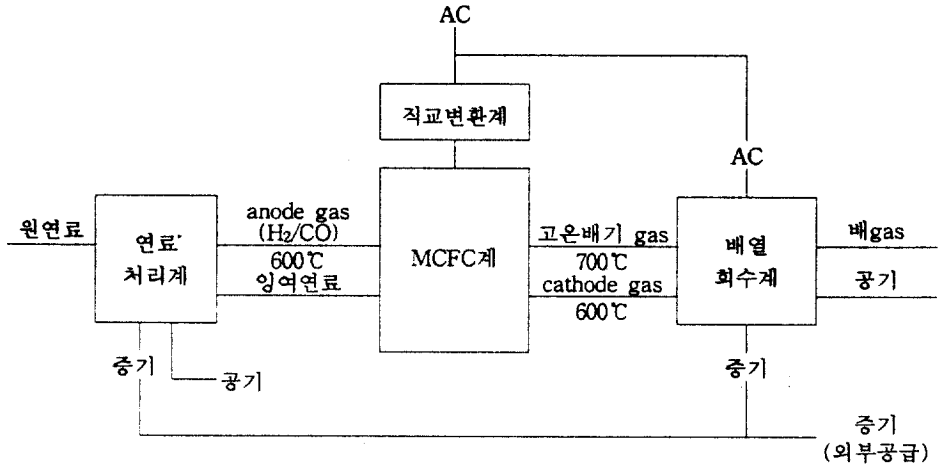 AC
직교변환계
AC
원연료
연료
처리계
anode gas
(H₂/CO)
600℃
잉여연료
MCFC계
고온배기 gas
700℃
cathode gas
600℃
배열
회수계
배gas
공기
증기
공기
증기
증기
(외부공급)